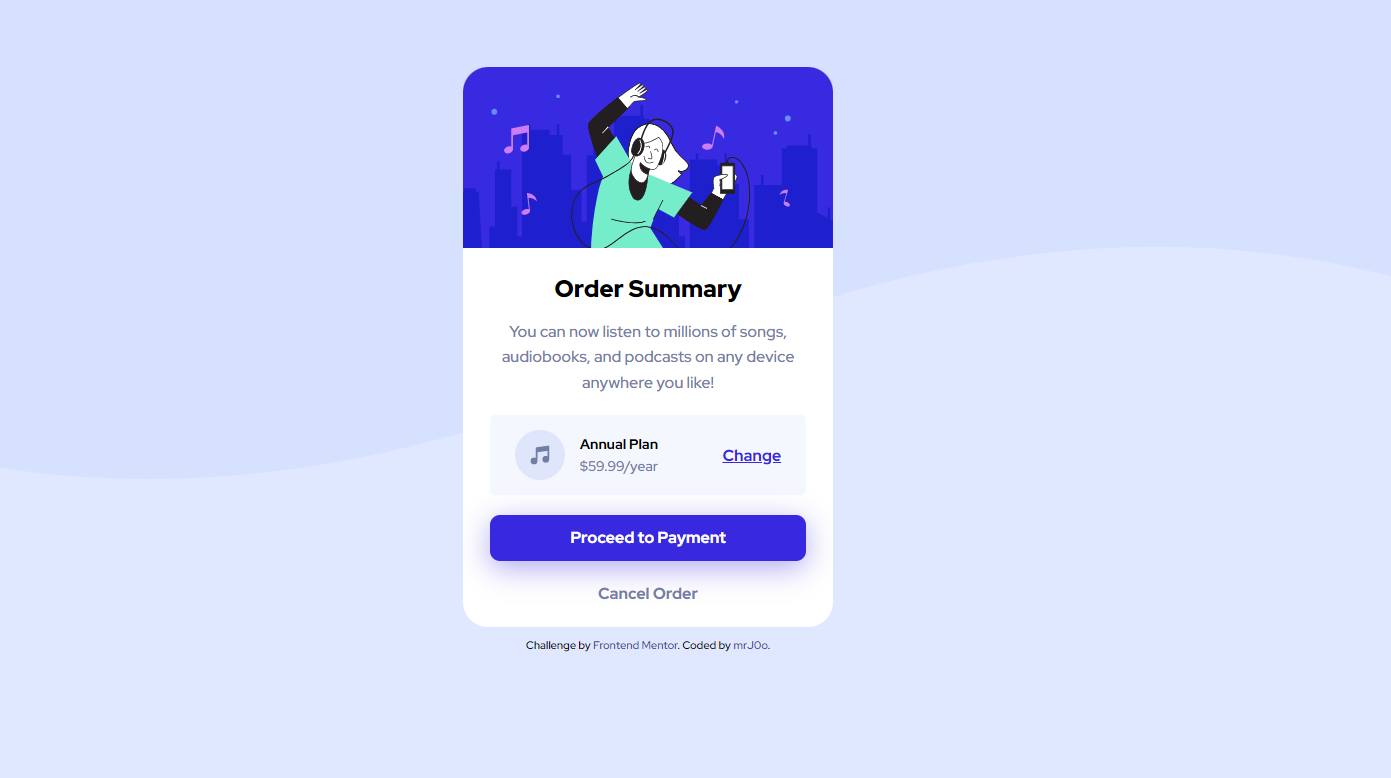 Order Summary
You can now listen to millions of songs,
audiobooks, and podcasts on any device
anywhere you like!
Annual Plan
$59.99/year
Change
Proceed to Payment
Cancel Order
Challenge by Frontend Mentor. Coded by mrJ0o.